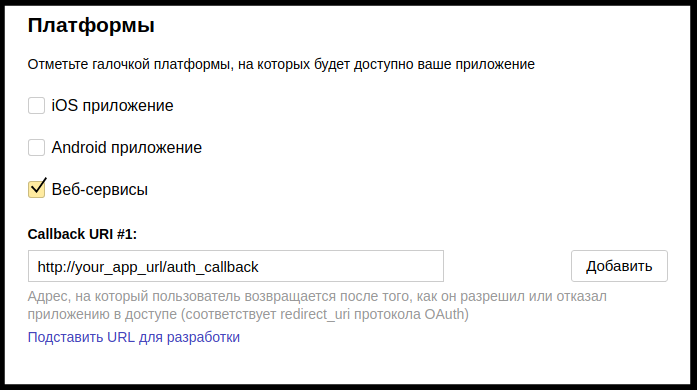 Платформы
Отметьте галочкой платформы, на которых будет доступно ваше приложение
iOS приложение
Android приложение
Веб-сервисы
Callback URI #1:
http://your_app_url/auth_callback
Добавить
Адрес, на который пользователь возвращается после того, как он разрешил или отказал
приложению в доступе (соответствует redirect_uri протокола OAuth)
Подставить URL для разработки